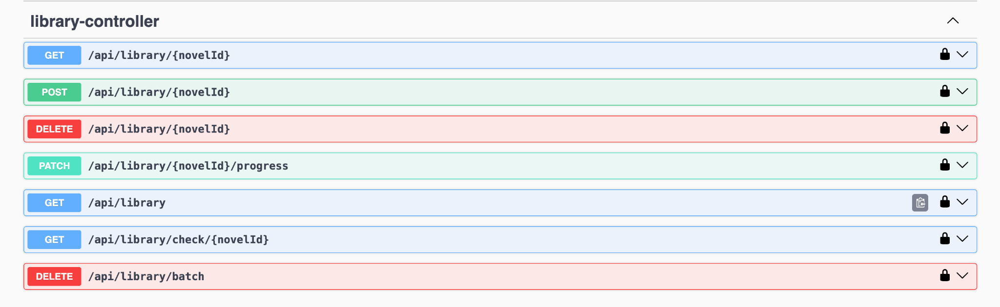 library-controller
GET /api/library/{novelId}
POST /api/library/{novelId}
DELETE /api/library/{novelId}
PATCH /api/library/{novelId}/progress
GET /api/library
GET /api/library/check/{novelId}
DELETE /api/library/batch